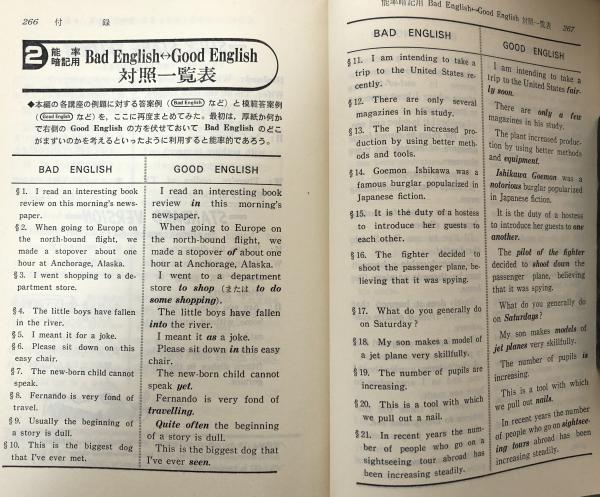 266 付 録
2 能率暗記用 Bad English↔Good English
対照一覧表
◆本編の各講座の例題に対する答案例(Bad English など)と模範答案例
(Good English など)を、ここに再度まとめてみた。最初は、厚紙か何か
で右側の Good English の方を伏せておいて Bad English のどこ
がまずいのかを考えるといったように利用すると能率的であろう。
BAD ENGLISH
§1. I read an interesting book
review on this morning's news-
paper.
§2. When going to Europe on
the north-bound flight, we
made a stopover about one
hour at Anchorage, Alaska.
§3. I went shopping to a de-
partment store.
§4. The little boys have fallen
in the river.
§5. I meant it for a joke.
§6. Please sit down on this
easy chair.
§7. The new-born child cannot
speak.
§8. Fernando is very fond of
travel.
§9. Usually the beginning of
a story is dull.
§10. This is the biggest dog
that I've ever met.
GOOD ENGLISH
I read an interesting book
review in this morning's
newspaper.
When going to Europe on
the north-bound flight, we
made a stopover of about one
hour at Anchorage, Alaska.
I went to a department
store to shop (または to do
some shopping).
The little boys have fallen
into the river.
I meant it as a joke.
Please sit down in this easy
chair.
The new-born child cannot
speak yet.
Fernando is very fond of
travelling.
Quite often the beginning
of a story is dull.
This is the biggest dog that
I've ever seen.
能率暗記用 Bad English↔Good English 対照一覧表 267
BAD ENGLISH
§11. I am intending to take a
trip to the United States re-
cently.
§12. There are only several
magazines in his study.
§13. The plant increased pro-
duction by using better meth-
ods and tools.
§14. Goemon Ishikawa was a
famous burglar popularized in
Japanese fiction.
§15. It is the duty of a hostess
to introduce her guests to
each other.
§16. The fighter decided to
shoot the passenger plane, be-
lieving that it was spying.
§17. What do you generally do
on Saturday?
§18. My son makes a model of
a jet plane very skillfully.
§19. The number of pupils are
increasing.
§20. This is a tool with which
we pull out a nail.
§21. In recent years the num-
ber of people who go on a
sightseeing tour abroad has
been increasing steadily.
GOOD ENGLISH
I am intending to take a
trip to the United States fair-
ly soon.
There are only a few
magazines in his study.
The plant increased produc-
tion by using better methods
and equipment.
Ishikawa Goemon was a
notorious burglar popularized
in Japanese fiction.
It is the duty of a hostess
to introduce her guests to one
another.
The pilot of the fighter
decided to shoot down the
passenger plane, believing
that it was spying.
What do you generally do
on Saturdays?
My son makes models of
jet planes very skillfully.
The number of pupils is
increasing.
This is a tool with which
we pull out nails.
In recent years the number
of people who go on sightsee-
ing tours abroad has been
increasing steadily.